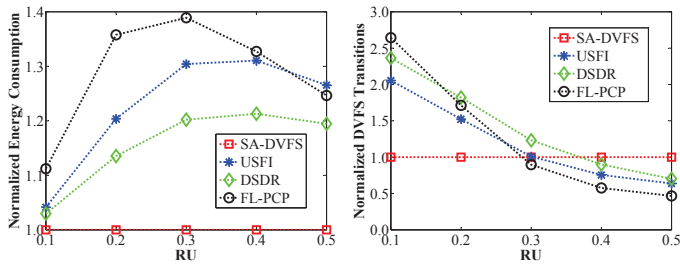 Normalized Energy Consumption
1.4
1.3
1.2
1.1
1.0
0.1
0.2
0.3
0.4
0.5
RU
SA-DVFS
USFI
DSDR
FL-PCP
Normalized DVFS Transitions
3.0
2.5
2.0
1.5
1.0
0.5
0.0
0.1
0.2
0.3
0.4
0.5
RU
SA-DVFS
USFI
DSDR
FL-PCP